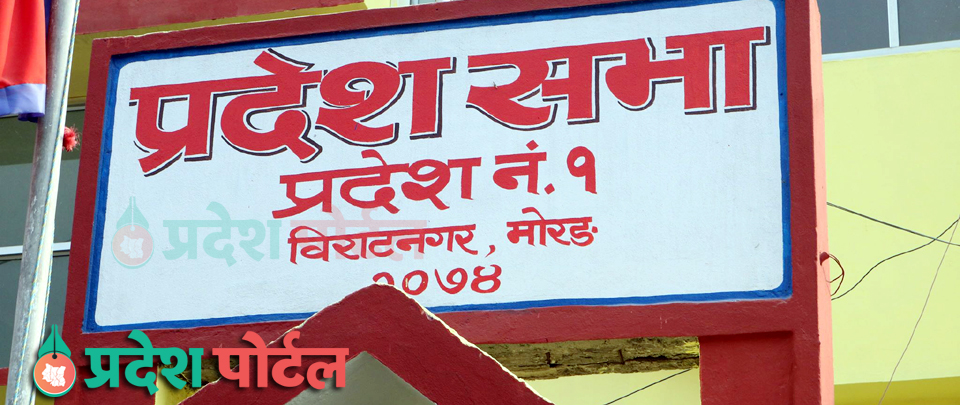 प्रदेश सभा
प्रदेश नं. १
प्रदेश पोर्टल
विराटनगर, मोरङ
२०७४
प्रदेश पोर्टल